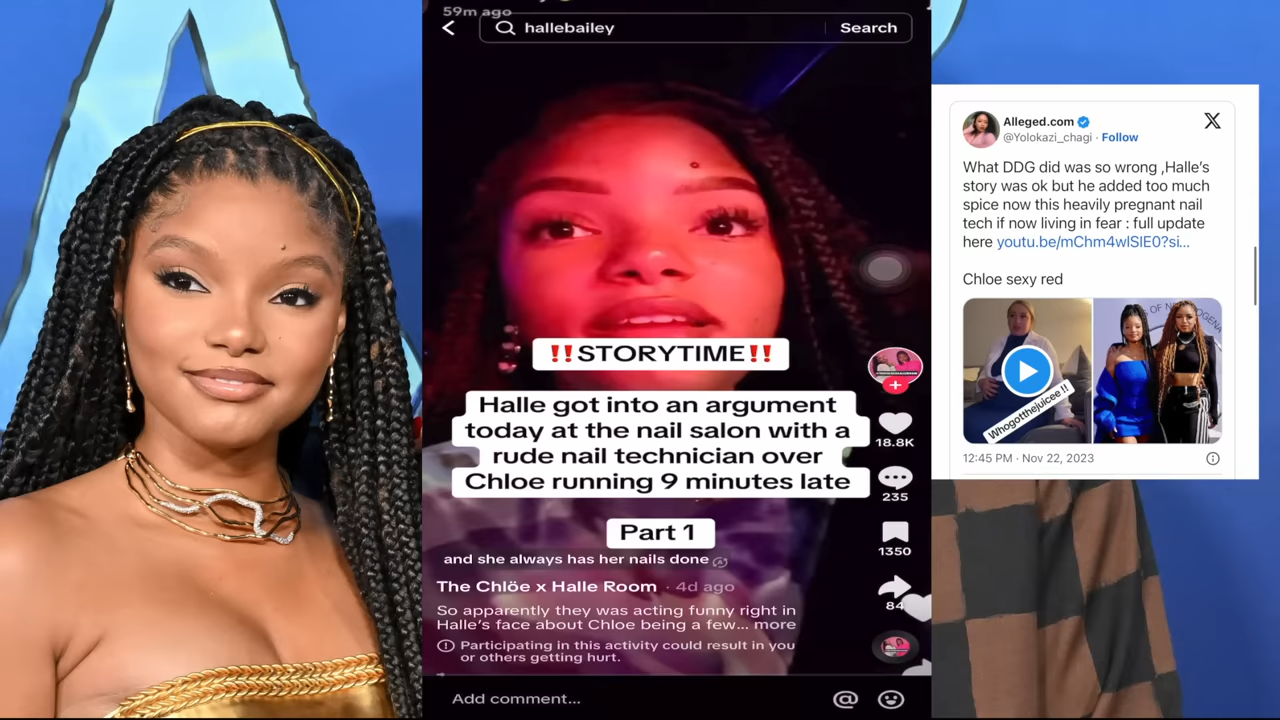 59m ago
hallebailey
Search
‼️STORYTIME‼️
Halle got into an argument
today at the nail salon with a
rude nail technician over
Chloe running 9 minutes late
Part 1
and she always has her nails done
The Chlöe x Halle Room · 4d ago
So apparently they was acting funny right in
Halle's face about Chloe being a few... more
Participating in this activity could result in you
or others getting hurt.
18.8K
235
1350
84
Add comment...
@
Alleged.com
@Yolokazi_chagi · Follow
X
What DDG did was so wrong ,Halle's
story was ok but he added too much
spice now this heavily pregnant nail
tech if now living in fear : full update
here youtu.be/mChm4wlSlE0?si...
Chloe sexy red
Whogotthejuicee !!
12:45 PM · Nov 22, 2023